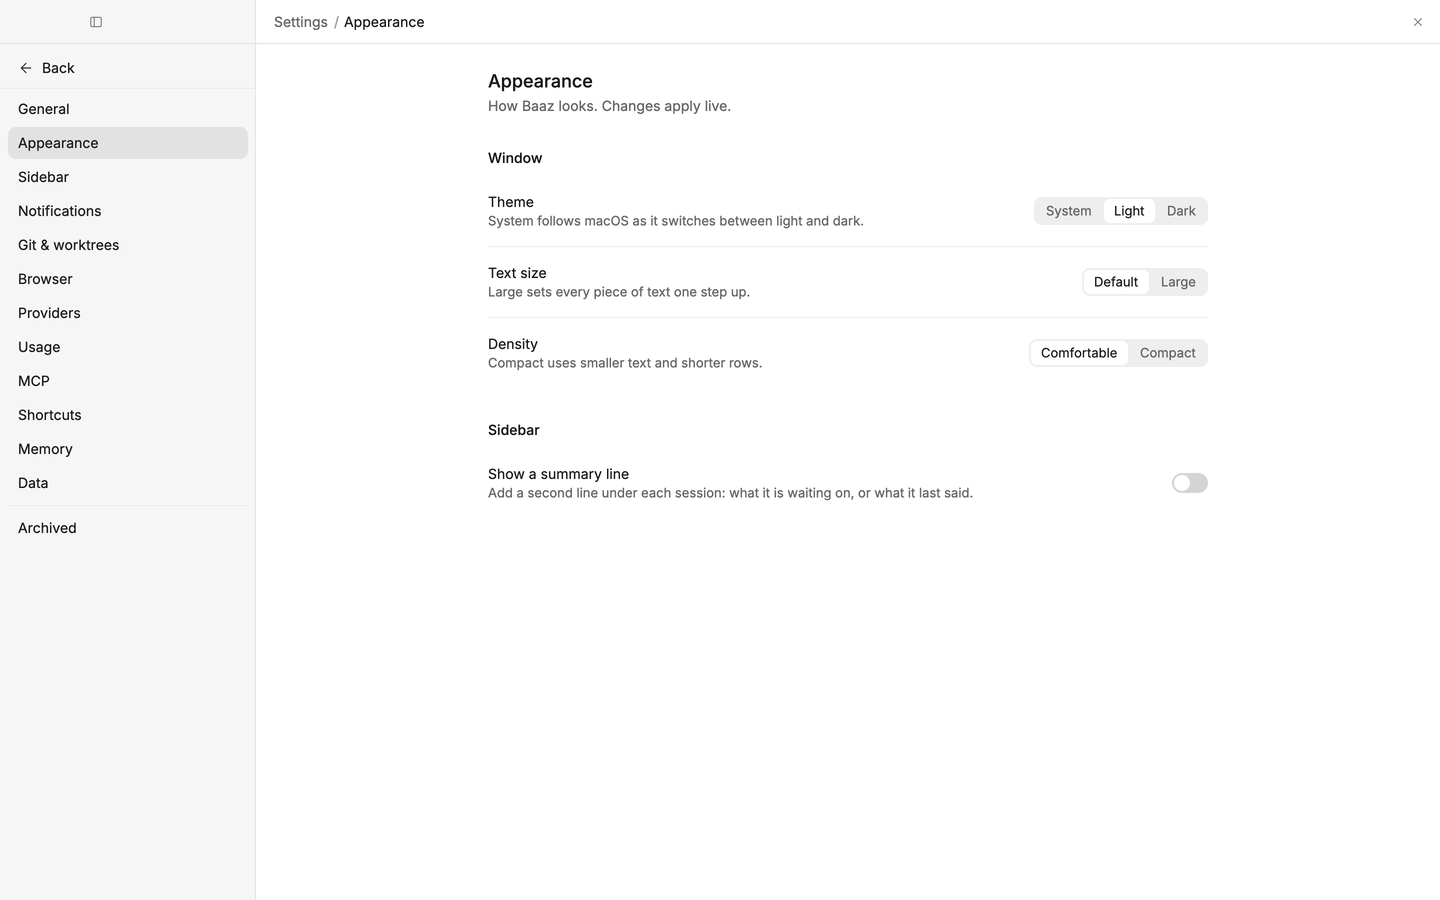 Settings / Appearance
Back
General
Appearance
Sidebar
Notifications
Git & worktrees
Browser
Providers
Usage
MCP
Shortcuts
Memory
Data
Archived
Appearance
How Baaz looks. Changes apply live.
Window
Theme
System follows macOS as it switches between light and dark.
System Light Dark
Text size
Large sets every piece of text one step up.
Default Large
Density
Compact uses smaller text and shorter rows.
Comfortable Compact
Sidebar
Show a summary line
Add a second line under each session: what it is waiting on, or what it last said.